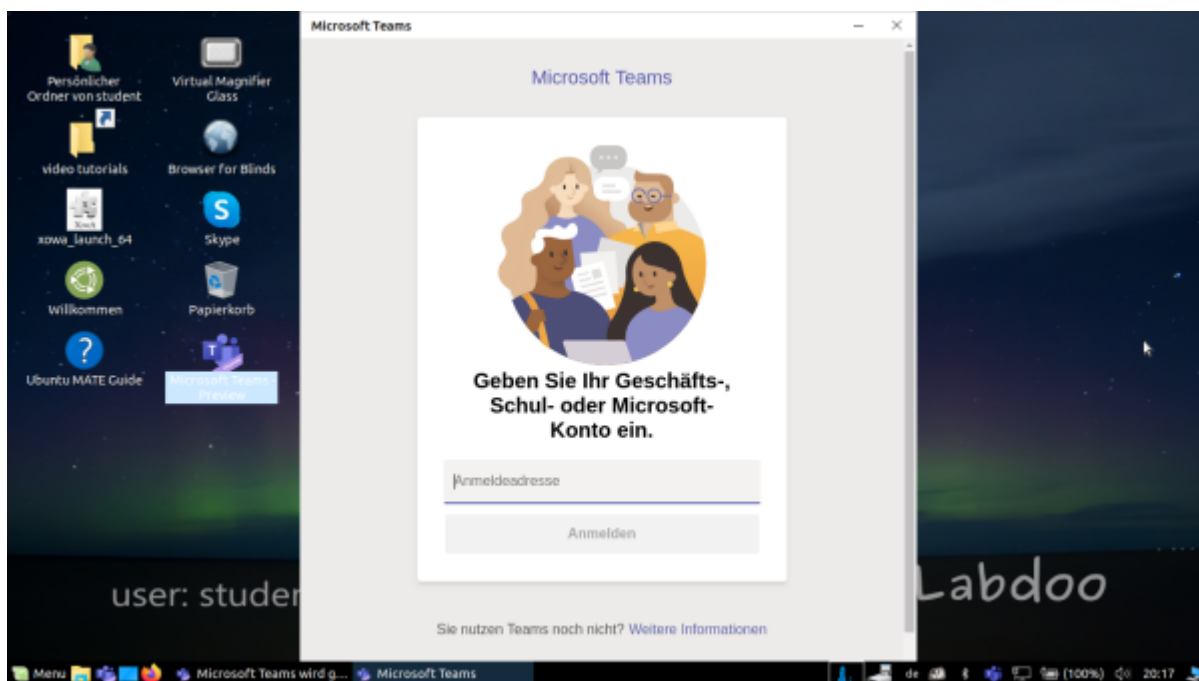 Microsoft Teams
Persönlicher
Ordner von student
Virtual Magnifier
Glass
video tutorials
Browser for Blinds
Xowa
xowa_launch_64
Skype
Willkommen
Papierkorb
Ubuntu MATE Guide
Microsoft Teams -
Preview
Microsoft Teams
Geben Sie Ihr Geschäfts-,
Schul- oder Microsoft-
Konto ein.
Anmeldeadresse
Anmelden
Sie nutzen Teams noch nicht? Weitere Informationen
user: studen
Labdoo
Menu
Microsoft Teams wird g...
Microsoft Teams
de
(100%)
20:17